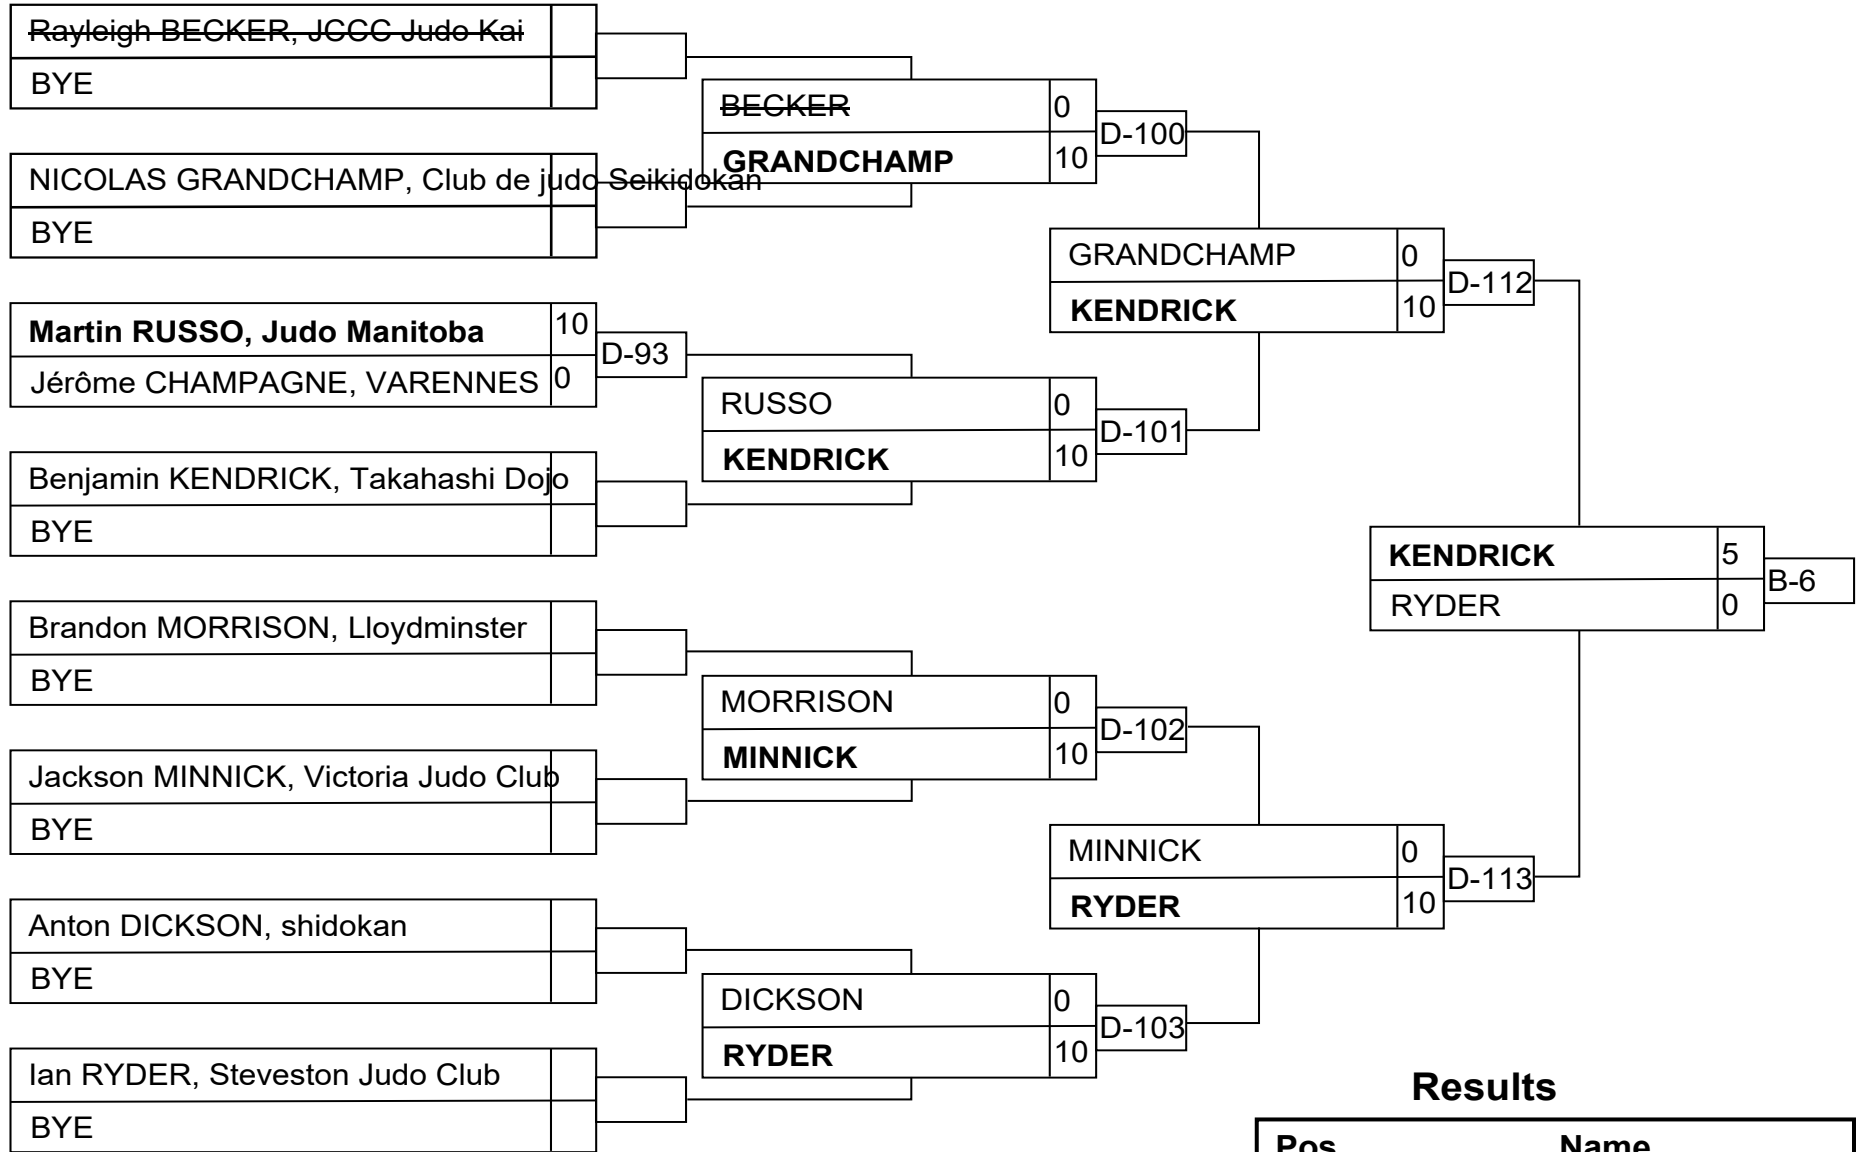 Rayleigh BECKER, JCCC Judo Kai
BYE
NICOLAS GRANDCHAMP, Club de judo Seikidokan
BYE
Martin RUSSO, Judo Manitoba 10
Jérôme CHAMPAGNE, VARENNES 0
D-93
Benjamin KENDRICK, Takahashi Dojo
BYE
Brandon MORRISON, Lloydminster
BYE
Jackson MINNICK, Victoria Judo Club
BYE
Anton DICKSON, shidokan
BYE
Ian RYDER, Steveston Judo Club
BYE
BECKER 0
GRANDCHAMP 10
D-100
RUSSO 0
KENDRICK 10
D-101
MORRISON 0
MINNICK 10
D-102
DICKSON 0
RYDER 10
D-103
GRANDCHAMP 0
KENDRICK 10
D-112
MINNICK 0
RYDER 10
D-113
KENDRICK 5
RYDER 0
B-6
Results
Pos Name